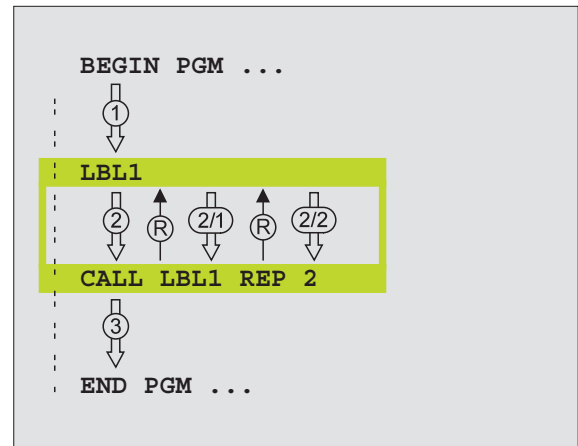 BEGIN PGM ...
1
LBL1
2 R 2/1 R 2/2
CALL LBL1 REP 2
3
END PGM ...